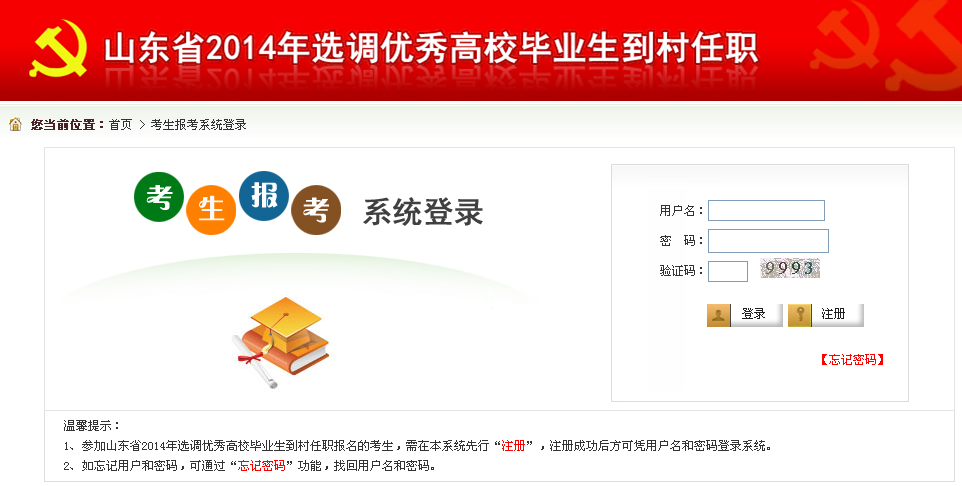 山东省2014年选调优秀高校毕业生到村任职
您当前位置：首页 > 考生报考系统登录
考生报考 系统登录
用户名：
密 码：
验证码： 9993
登录 注册
【忘记密码】
温馨提示：
1、参加山东省2014年选调优秀高校毕业生到村任职报名的考生，需在本系统先行“注册”，注册成功后方可凭用户名和密码登录系统。
2、如忘记用户和密码，可通过“忘记密码”功能，找回用户名和密码。